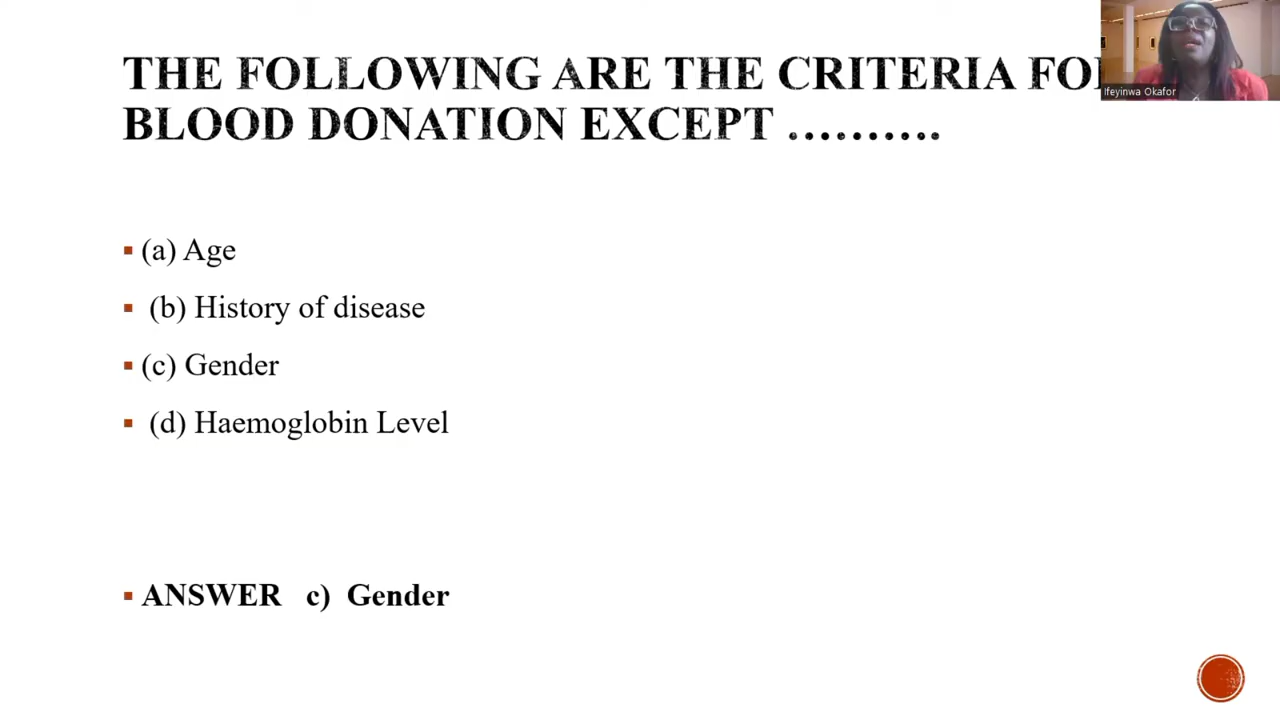 THE FOLLOWING ARE THE CRITERIA FO
BLOOD DONATION EXCEPT ..........
Ifeyinwa Okafor
(a) Age
(b) History of disease
(c) Gender
(d) Haemoglobin Level
ANSWER c) Gender